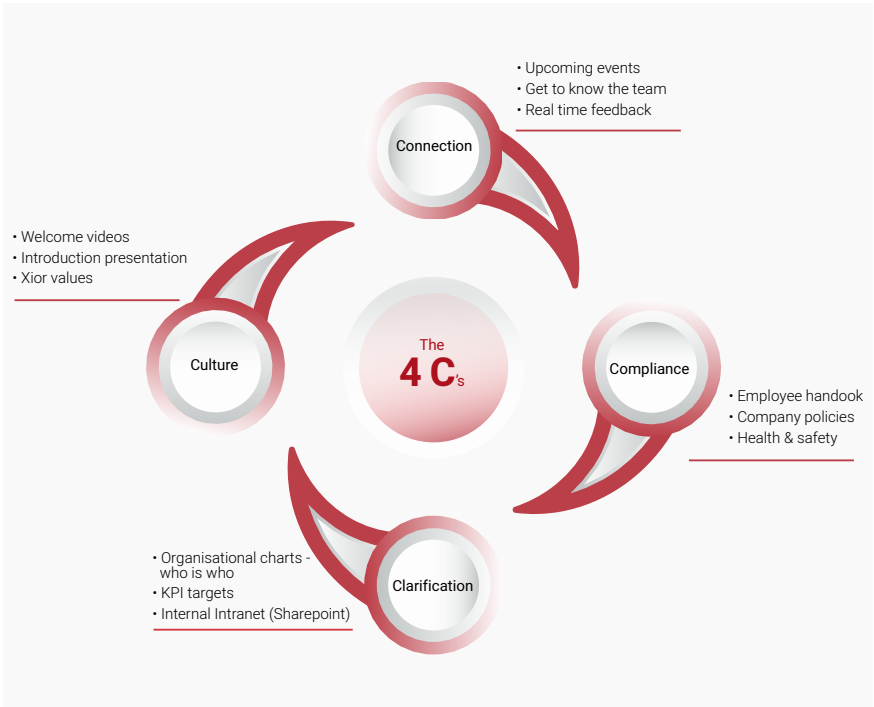 • Upcoming events
• Get to know the team
• Real time feedback
Connection
• Welcome videos
• Introduction presentation
• Xior values
Culture
The
4 C's
Compliance
• Employee handook
• Company policies
• Health & safety
• Organisational charts -
who is who
• KPI targets
• Internal Intranet (Sharepoint)
Clarification